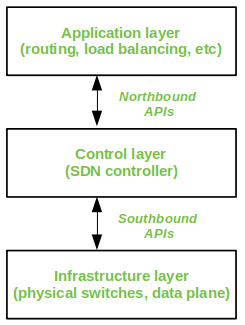 Application layer
(routing, load balancing, etc)
Northbound
APIs
Control layer
(SDN controller)
Southbound
APIs
Infrastructure layer
(physical switches, data plane)